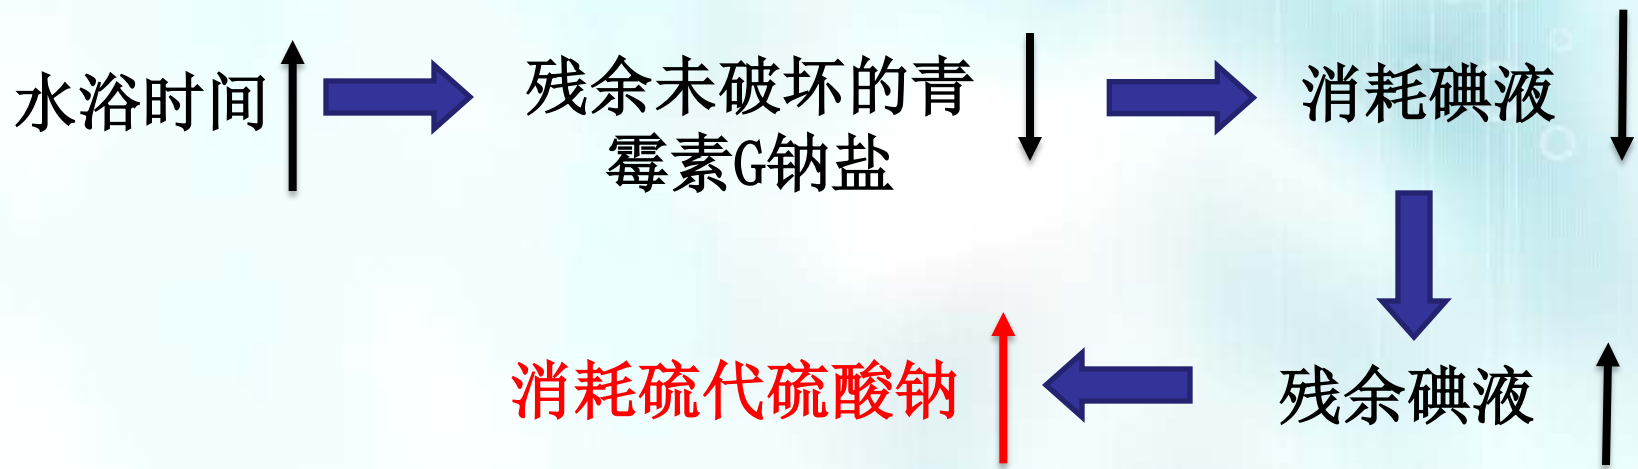 水浴时间
残余未破坏的青
霉素G钠盐
消耗碘液
残余碘液
消耗硫代硫酸钠